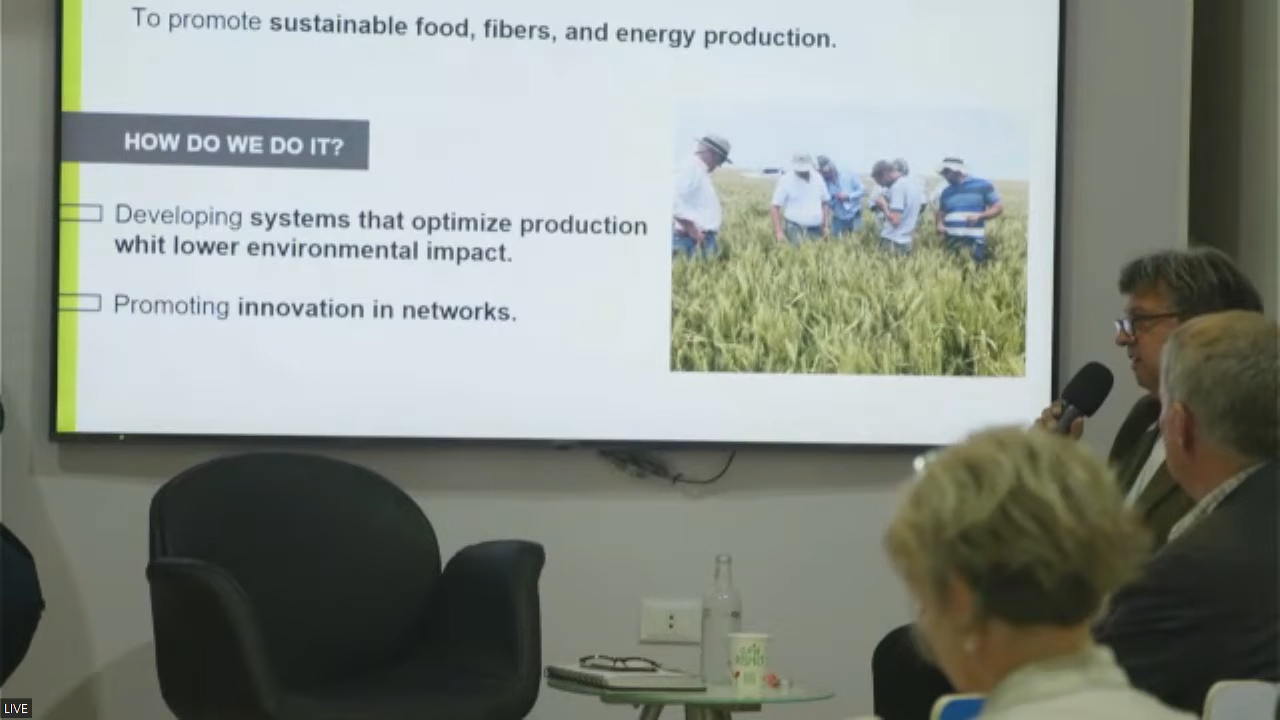 To promote sustainable food, fibers, and energy production.
HOW DO WE DO IT?
Developing systems that optimize production
whit lower environmental impact.
Promoting innovation in networks.
LIVE